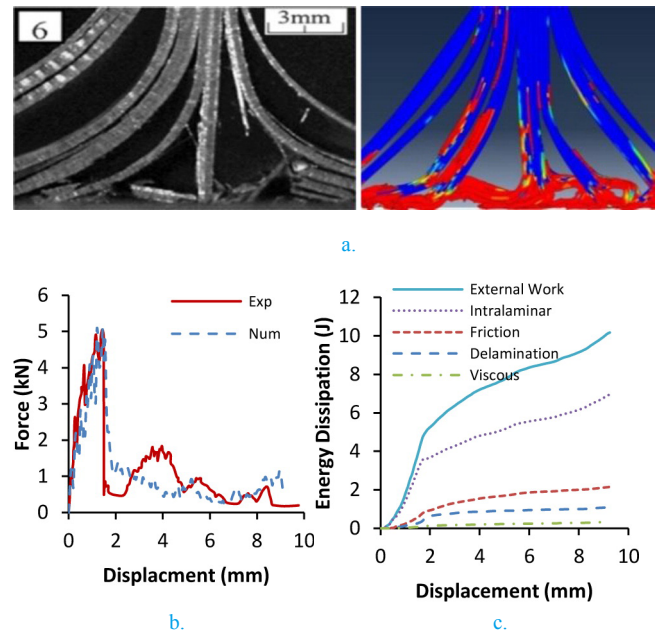 6
3mm
a.
Exp
Num
6
5
4
3
2
1
0
Force (kN)
0 2 4 6 8 10
Displacment (mm)
b.
External Work
Intralaminar
Friction
Delamination
Viscous
12
10
8
6
4
2
0
Energy Dissipation (J)
0 2 4 6 8 10
Displacement (mm)
c.